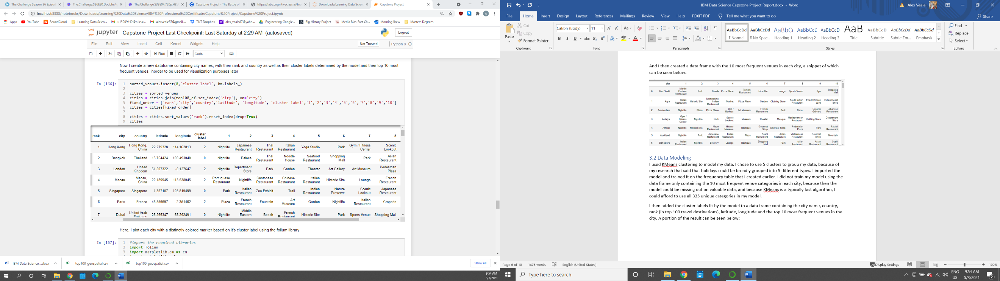 The Challenge Season 36 Episod
The.Challenge.S36E20.Double.A
The.Challenge.S33E04.720p.HEV
Capstone Project - The Battle of
https://labs.cognitiveclass.ai/too
Downloads/Learning Data Scien
Capstone Project
localhost:8888/notebooks/Downloads/Learning%20Data%20Science/IBM%20Professional%20Certificate/Capstone%20Project/Capstone%20Project.ipynb
Apps YouTube SoundCloud Learning Data Scien... u15009442@tuks.c... alexveale87@gmail.... TNT Dropbox alex_veale87@yaho... Engineering Google... Big History Project Media Bias-Fact Ch... Morning Brew Masters Degrees
jupyter Capstone Project Last Checkpoint: Last Saturday at 2:29 AM (autosaved)
Logout
File Edit View Insert Cell Kernel Widgets Help
Not Trusted Python 3
Run Code
Now I create a new dataframe containing city names, with their rank and country as well as their cluster labels determined by the model and their top 10 most
frequent venues, inorder to be used for visualization purposes later
In [166]:
1 sorted_venues.insert(0,'cluster label', km.labels_)
2
3 cities = sorted_venues
4 cities = cities.join(top100_df.set_index('city'), on='city')
5 fixed_order = ['rank','city','country','latitude', 'longitude', 'cluster label','1','2','3','4','5','6','7','8','9','10']
6 cities = cities[fixed_order]
7
8 cities = cities.sort_values('rank').reset_index(drop=True)
9 cities
rank city country latitude longitude cluster label 1 2 3 4 5 6 7 8
1 Hong Kong Hong Kong, China 22.279328 114.162813 2 Nightlife Japanese Restaurant Thai Restaurant Italian Restaurant Yoga Studio Park Gym / Fitness Center Scenic Lookout
2 Bangkok Thailand 13.754424 100.493040 0 Nightlife Palace Thai Restaurant Noodle House Seafood Restaurant Shopping Mall Park Asian Restaurant
3 London United Kingdom 51.507322 -0.127647 2 Nightlife Department Store Park Garden Theater Art Gallery Art Museum Pedestrian Plaza
4 Macau Macau, China 22.189945 113.538045 2 Portuguese Restaurant Nightlife Cantonese Restaurant Chinese Restaurant Italian Restaurant Historic Site Lounge French Restaurant
5 Singapore Singapore 1.357107 103.819499 0 Park Italian Restaurant Zoo Exhibit Trail Indian Restaurant Nature Preserve Scenic Lookout Japanese Restaurant
6 Paris France 48.856697 2.351462 2 Plaza French Restaurant Fountain Art Museum Garden Nightlife Italian Restaurant Creperie
7 Dubai United Arab Emirates 25.265347 55.292491 0 Nightlife Middle Eastern Beach French Restaurant Historic Site Park Sports Venue Shopping Mall
Here, I plot each city with a distinctly colored marker based on it's cluster label using the folium library
In [167]:
1 #import the required libraries
2 import folium
3 import matplotlib.cm as cm
IBM Data Science....docx
top100_geospatial.csv
top100_geospatial.csv
Show all
9:54 AM
5/3/2021
IBM Data Science Capstone Project Report.docx - Word
Alex Veale
File Home Insert Design Layout References Mailings Review View Help FOXIT PDF Tell me what you want to do
Share
Paste
Cut
Copy
Format Painter
Calibri (Body) 11
AaBbCcDd AaBbCcDd AaBbC( AaBbCcE AaBbCcD AaB AaBbCcD AaBbCcDd AaBbCcDd
¶ Normal ¶ No Spac... Heading 1 Heading 2 Heading 3 Title Subtitle Subtle Em... Emphasis
Find
Replace
Select
Clipboard Font Paragraph Styles Editing
And I then created a data frame with the 10 most frequent venues in each city, a snippet of which
can be seen below:
city 1 2 3 4 5 6 7 8 9 10
0 Abu Dhabi Middle Eastern Restaurant Park Beach Pizza Place Turkish Restaurant Juice Bar Lounge Sports Venue Spa Shopping Mall
1 Agra Indian Restaurant Historic Site Multicuisine Indian Restaurant Market Pizza Place Garden Clothing Store South Indian Restaurant Fried Chicken Joint Indian Sweet Shop
2 Amsterdam Nightlife Plaza Pizza Place Deli / Bodega Art Museum French Restaurant Park Canal Organic Grocery Lebanese Restaurant
3 Antalya Gym / Fitness Center Nightlife Park Scenic Lookout Museum Theater Mosque Mediterranean Restaurant Clothing Store Department Store
4 Athens Nightlife Historic Site Meze Restaurant History Museum Boutique Gourmet Shop Souvlaki Shop Pedestrian Plaza Park Falafel Restaurant
5 Auckland Nightlife Park Japanese Restaurant Italian Restaurant Plaza Sushi Restaurant Asian Restaurant Vietnamese Restaurant Gourmet Shop Mountain
6 Bangalore Indian Restaurant Nightlife Brewery Lounge Boutique Shopping Mall Park Italian Restaurant Asian Restaurant Sushi Restaurant
3.2 Data Modeling
I used KMeans clustering to model my data. I chose to use 5 clusters to group my data, because of
my research that said that holidays could be broadly grouped into 5 different types. I imported the
model and trained it on the frequency table that I created earlier. I did not train my model using the
data frame only containing the 10 most frequent venue categories in each city, because then the
model could be missing out on valuable data, and because KMeans is a typically fast algorithm, I
could afford to use all 325 unique categories in my model.
I then added the cluster labels fit by the model to a data frame containing the city name, country,
rank (in top 100 travel destinations), latitude, longitude and the top 10 most frequent venues in the
city. A portion of the result can be seen below:
Page 6 of 10 1476 words English (United States)
Display Settings 100%
Type here to search
ENG
US
9:54 AM
5/3/2021
2